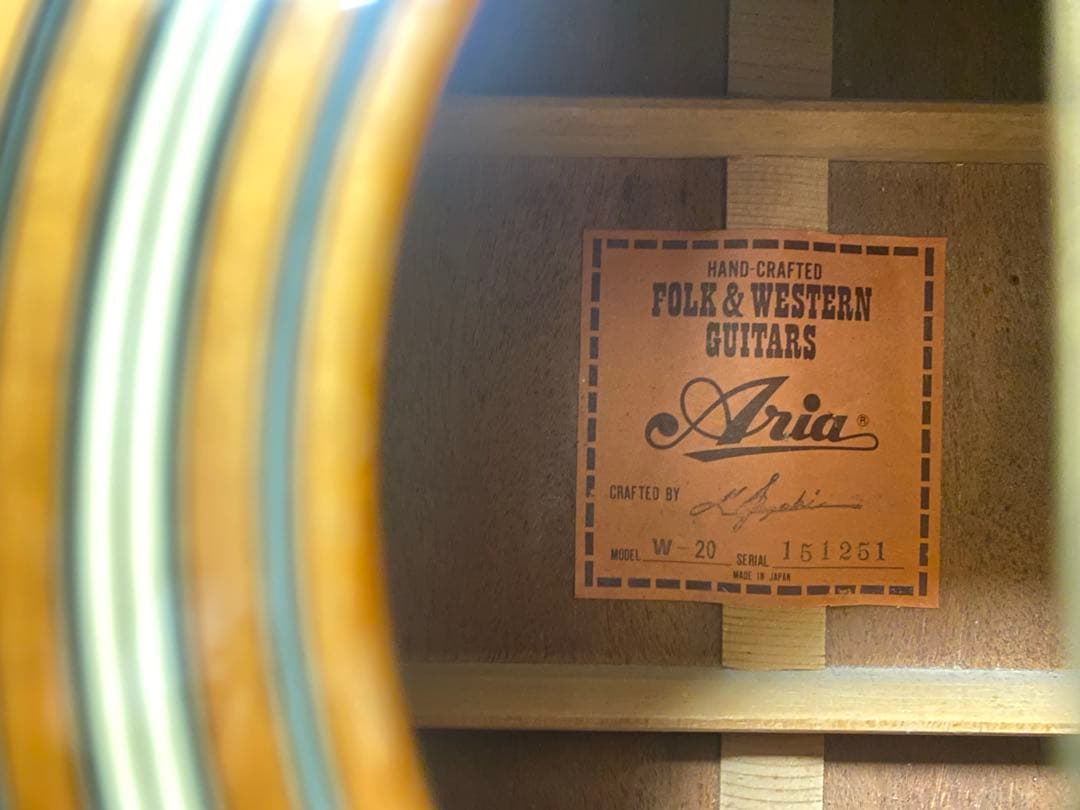 HAND-CRAFTED
FOLK & WESTERN
GUITARS
Aria®
CRAFTED BY
MODEL W-20 SERIAL 151251
MADE IN JAPAN